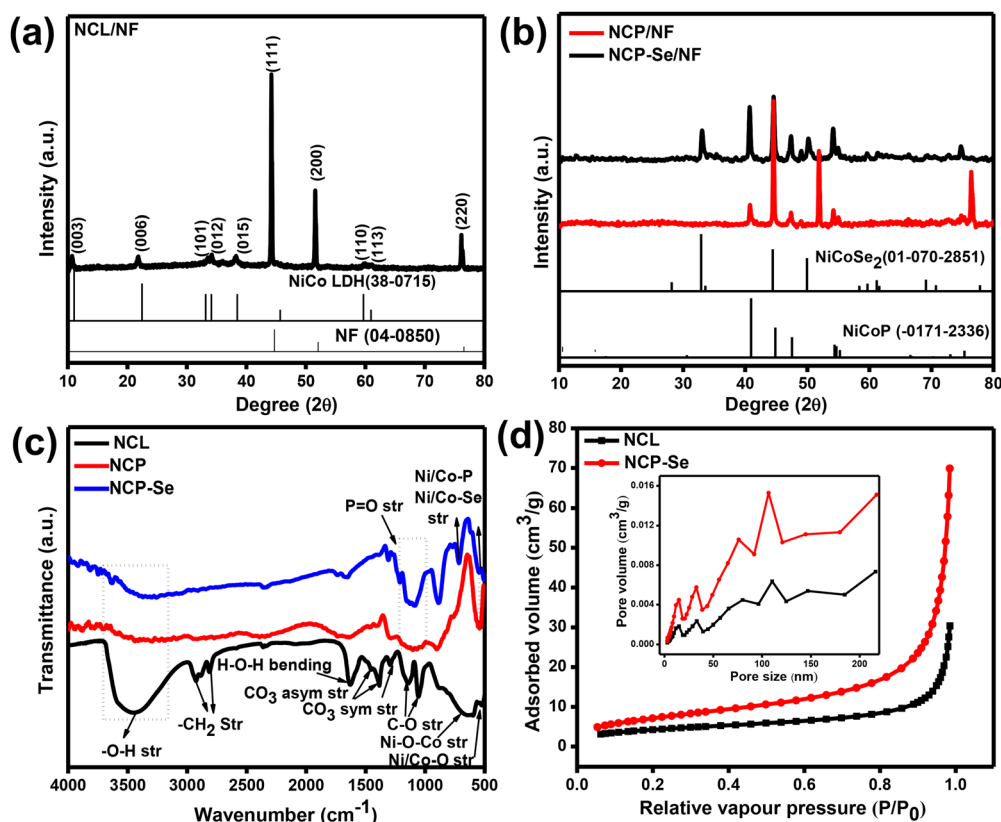 (a)
NCL/NF
Intensity (a.u.)
(003)
(006)
(101)
(012)
(015)
(111)
(200)
(110)
(113)
(220)
NiCo LDH(38-0715)
NF (04-0850)
10 20 30 40 50 60 70 80
Degree (2θ)
(b)
NCP/NF
NCP-Se/NF
Intensity (a.u.)
NiCoSe2(01-070-2851)
NiCoP (-0171-2336)
10 20 30 40 50 60 70 80
Degree (2θ)
(c)
NCL
NCP
NCP-Se
Transmittance (a.u.)
P=O str
Ni/Co-P
Ni/Co-Se
str
H-O-H bending
CO3 asym str
CO3 sym str
-CH2 Str
C-O str
-O-H str
Ni-O-Co str
Ni/Co-O str
4000 3500 3000 2500 2000 1500 1000 500
Wavenumber (cm-1)
(d)
NCL
NCP-Se
Adsorbed volume (cm3/g)
80
70
60
50
40
30
20
10
0
Pore volume (cm3/g)
0.016
0.012
0.008
0.004
0.000
0 50 100 150 200
Pore size (nm)
0.0 0.2 0.4 0.6 0.8 1.0
Relative vapour pressure (P/P0)